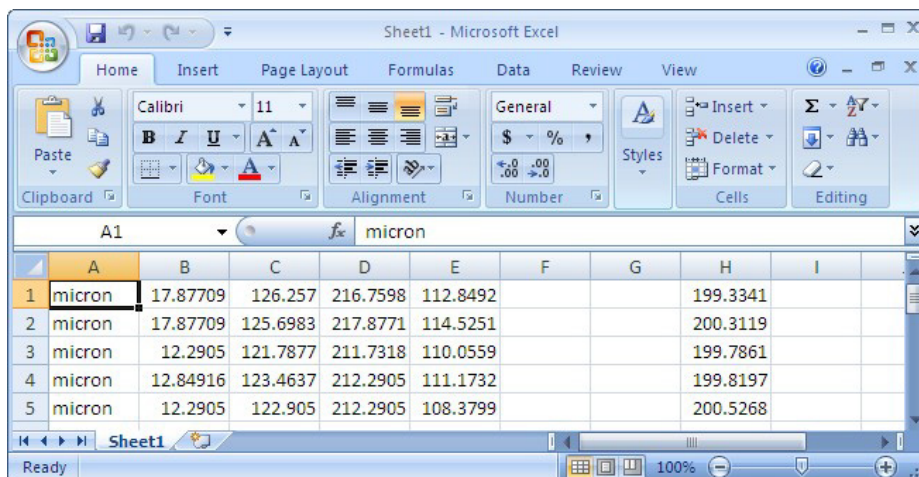 Sheet1 - Microsoft Excel
Home Insert Page Layout Formulas Data Review View
Calibri 11 General Insert Σ
B I U A A $ % , Delete
Paste Styles
A .00 .0 Format
Clipboard Font Alignment Number Cells Editing
A1 fx micron
A B C D E F G H I
1 micron 17.87709 126.257 216.7598 112.8492 199.3341
2 micron 17.87709 125.6983 217.8771 114.5251 200.3119
3 micron 12.2905 121.7877 211.7318 110.0559 199.7861
4 micron 12.84916 123.4637 212.2905 111.1732 199.8197
5 micron 12.2905 122.905 212.2905 108.3799 200.5268
Sheet1
Ready 100%